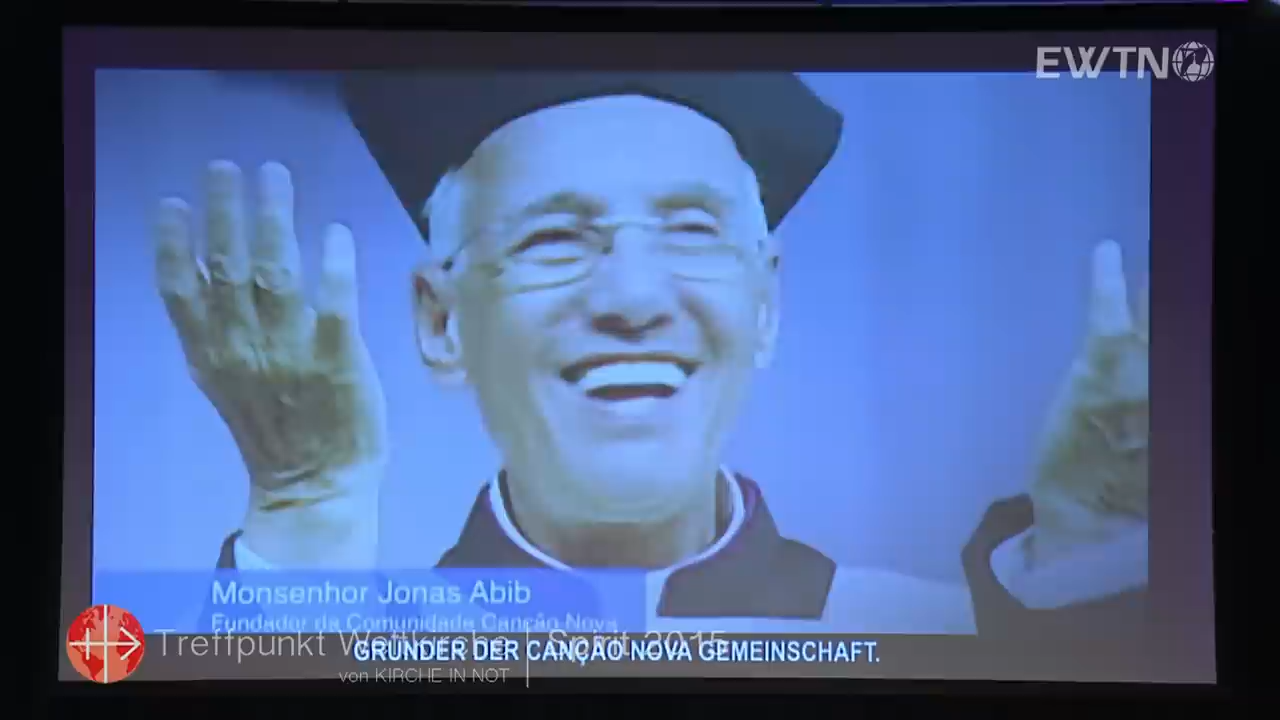 EWTN
Monsenhor Jonas Abib
Fundador da Comunidade Canção Nova
Treffpunkt Weltkirche | Spirit 2015
GRÜNDER DER CANÇÃO NOVA GEMEINSCHAFT.
von KIRCHE IN NOT